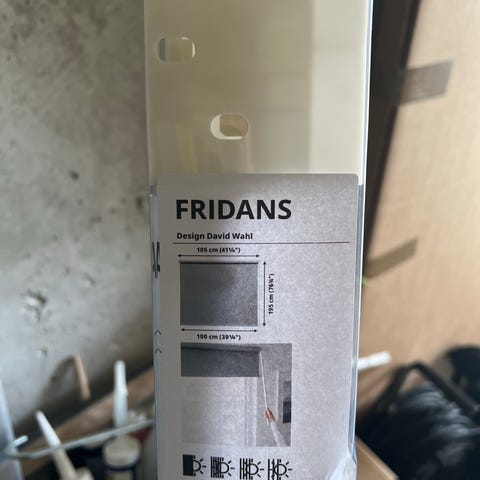 FRIDANS
Design David Wahl
105 cm (41¼")
195 cm (76¾")
100 cm (39¼")